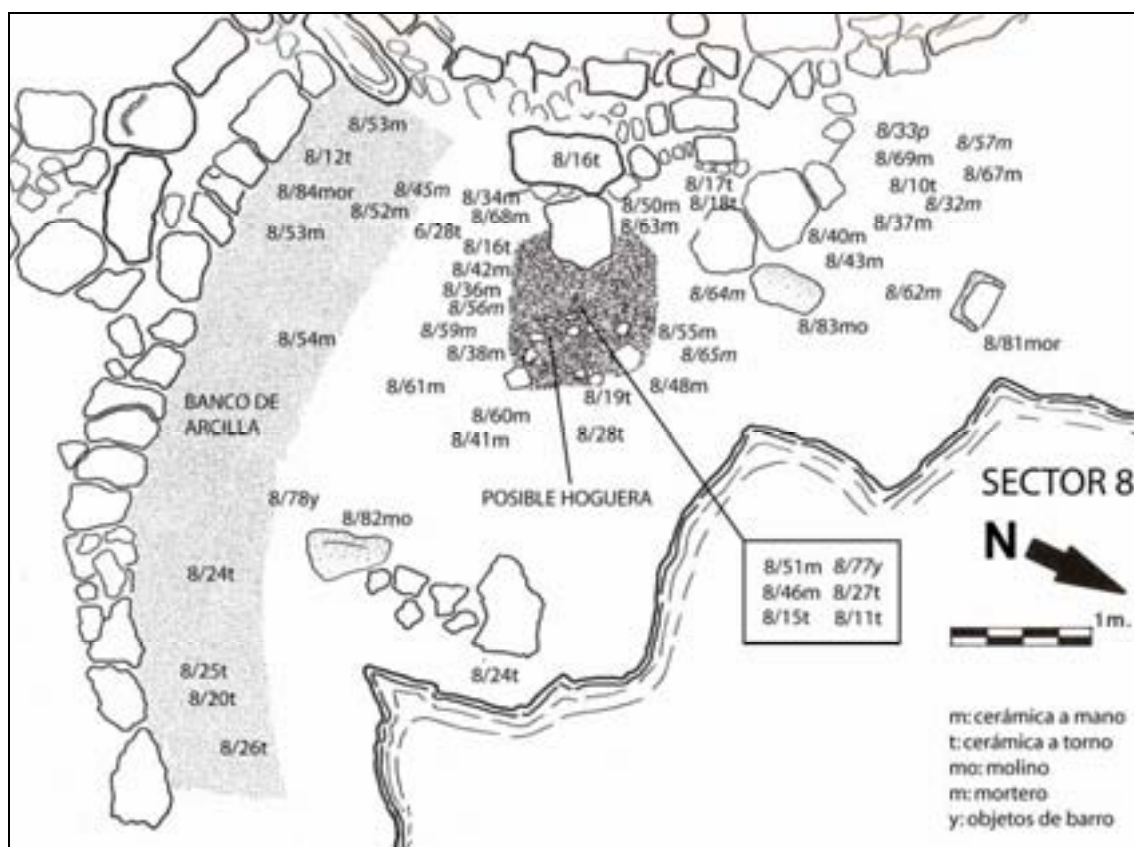 8/53m
8/12t
8/84mor
8/45m
8/52m
8/53m
6/28t
8/16t
8/34m
8/68m
8/16t
8/42m
8/36m
8/56m
8/59m
8/38m
8/61m
8/60m
8/41m
8/17t
8/18t
8/50m
8/63m
8/64m
8/55m
8/65m
8/48m
8/19t
8/28t
8/33p
8/57m
8/69m
8/67m
8/10t
8/32m
8/37m
8/40m
8/43m
8/62m
8/83mo
8/81mor
8/54m
BANCO DE
ARCILLA
8/78y
8/82mo
POSIBLE HOGUERA
8/24t
8/25t
8/20t
8/26t
8/24t
8/51m 8/77y
8/46m 8/27t
8/15t 8/11t
SECTOR 8
N
1 m.
m: cerámica a mano
t: cerámica a torno
mo: molino
m: mortero
y: objetos de barro